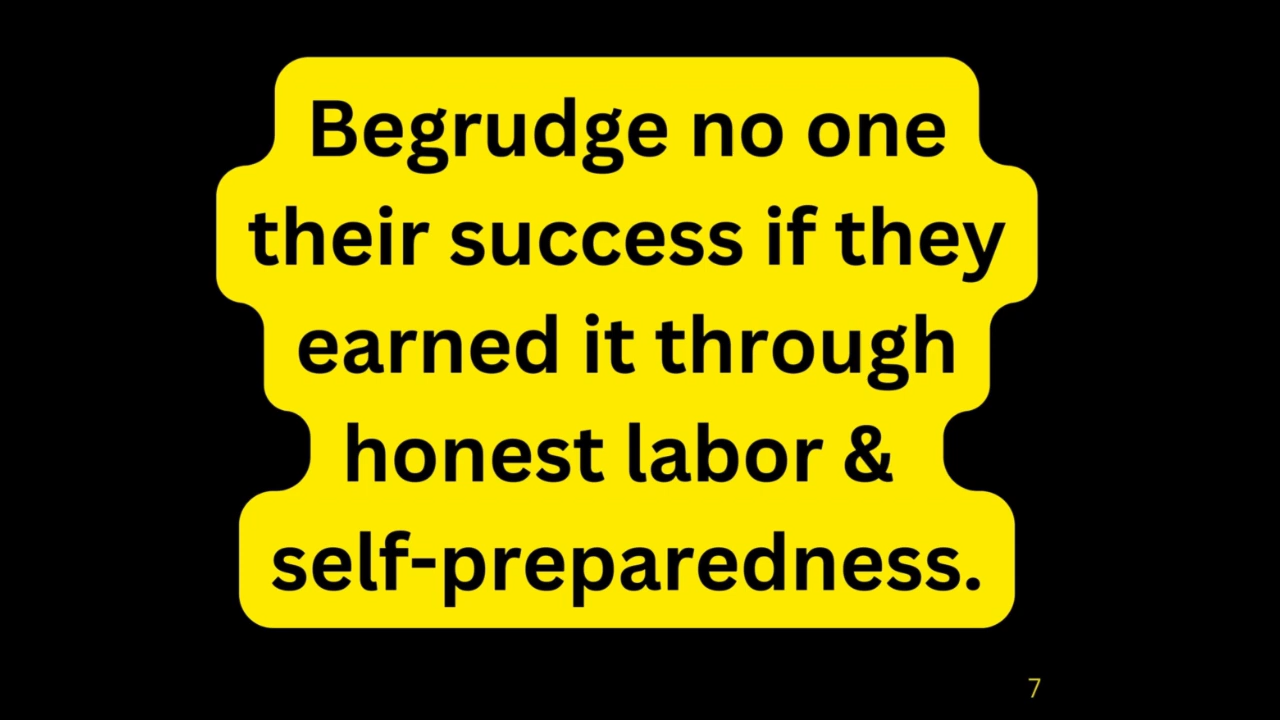 Begrudge no one
their success if they
earned it through
honest labor &
self-preparedness.
7